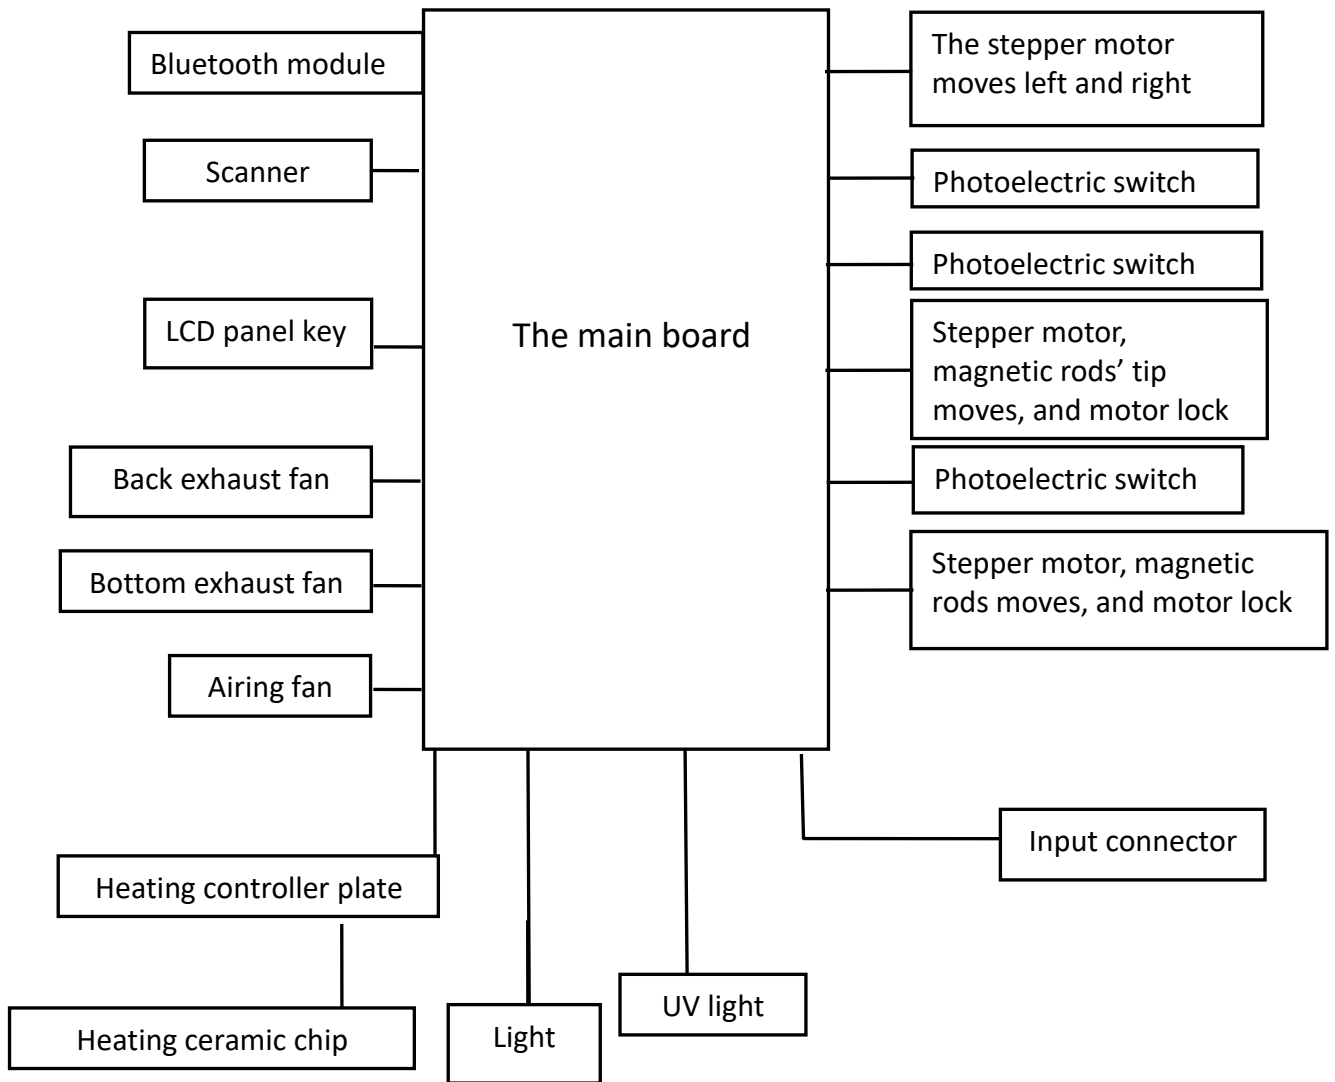 Bluetooth module
Scanner
LCD panel key
Back exhaust fan
Bottom exhaust fan
Airing fan
The main board
The stepper motor
moves left and right
Photoelectric switch
Photoelectric switch
Stepper motor,
magnetic rods’ tip
moves, and motor lock
Photoelectric switch
Stepper motor, magnetic
rods moves, and motor lock
Input connector
Heating controller plate
Heating ceramic chip
Light
UV light